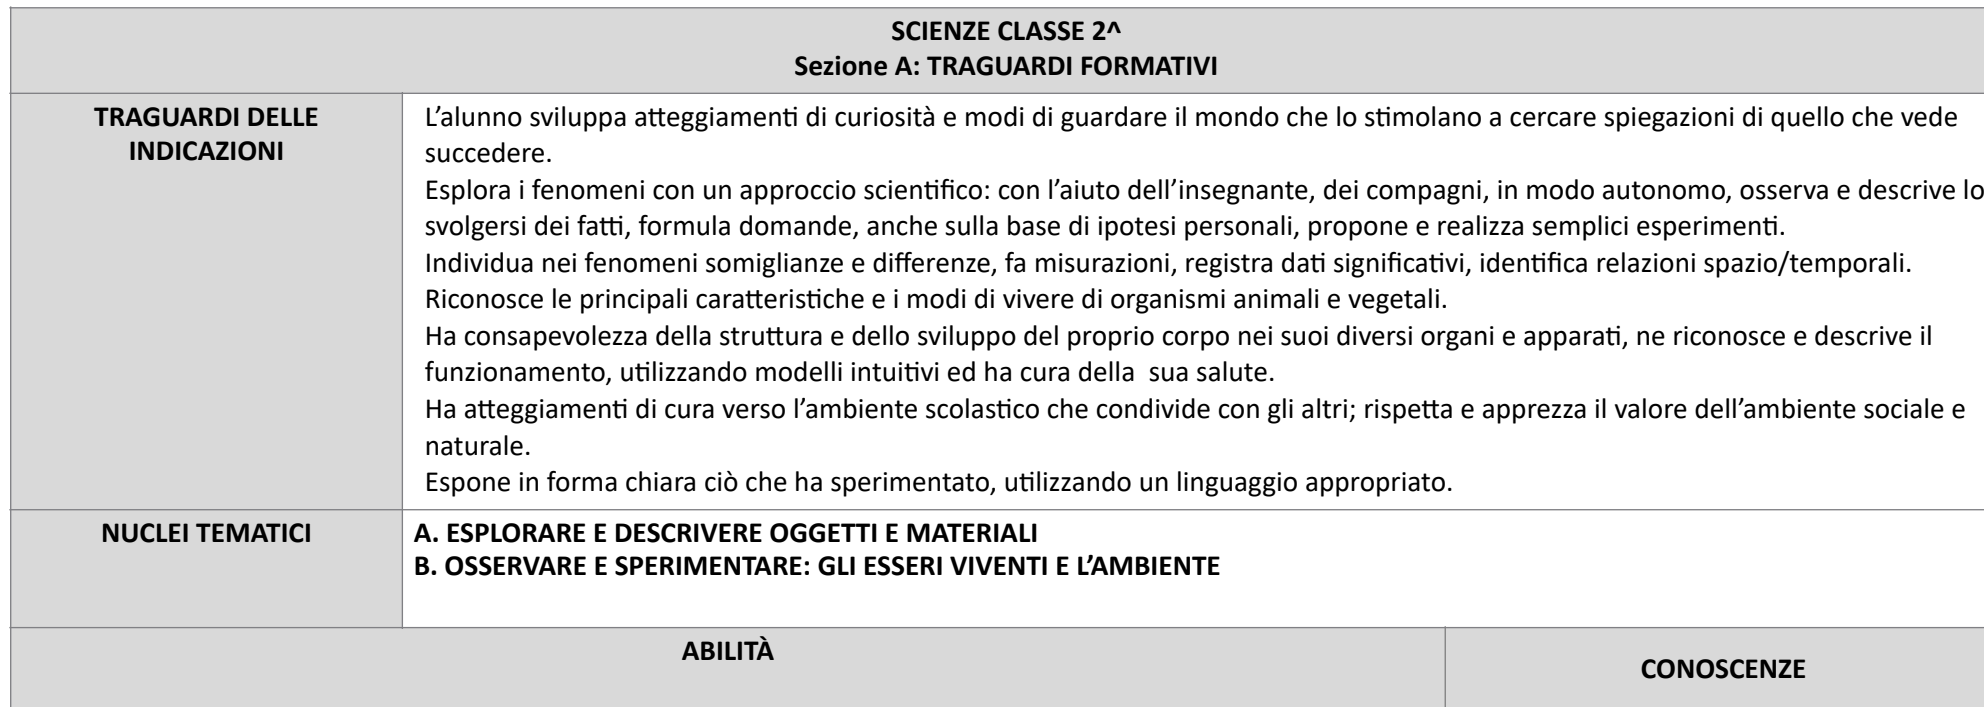 SCIENZE CLASSE 2^
Sezione A: TRAGUARDI FORMATIVI
TRAGUARDI DELLE
INDICAZIONI
L’alunno sviluppa atteggiamenti di curiosità e modi di guardare il mondo che lo stimolano a cercare spiegazioni di quello che vede
succedere.
Esplora i fenomeni con un approccio scientifico: con l’aiuto dell’insegnante, dei compagni, in modo autonomo, osserva e descrive lo
svolgersi dei fatti, formula domande, anche sulla base di ipotesi personali, propone e realizza semplici esperimenti.
Individua nei fenomeni somiglianze e differenze, fa misurazioni, registra dati significativi, identifica relazioni spazio/temporali.
Riconosce le principali caratteristiche e i modi di vivere di organismi animali e vegetali.
Ha consapevolezza della struttura e dello sviluppo del proprio corpo nei suoi diversi organi e apparati, ne riconosce e descrive il
funzionamento, utilizzando modelli intuitivi ed ha cura della  sua salute.
Ha atteggiamenti di cura verso l’ambiente scolastico che condivide con gli altri; rispetta e apprezza il valore dell’ambiente sociale e
naturale.
Espone in forma chiara ciò che ha sperimentato, utilizzando un linguaggio appropriato.
NUCLEI TEMATICI
A. ESPLORARE E DESCRIVERE OGGETTI E MATERIALI
B. OSSERVARE E SPERIMENTARE: GLI ESSERI VIVENTI E L’AMBIENTE
ABILITÀ
CONOSCENZE